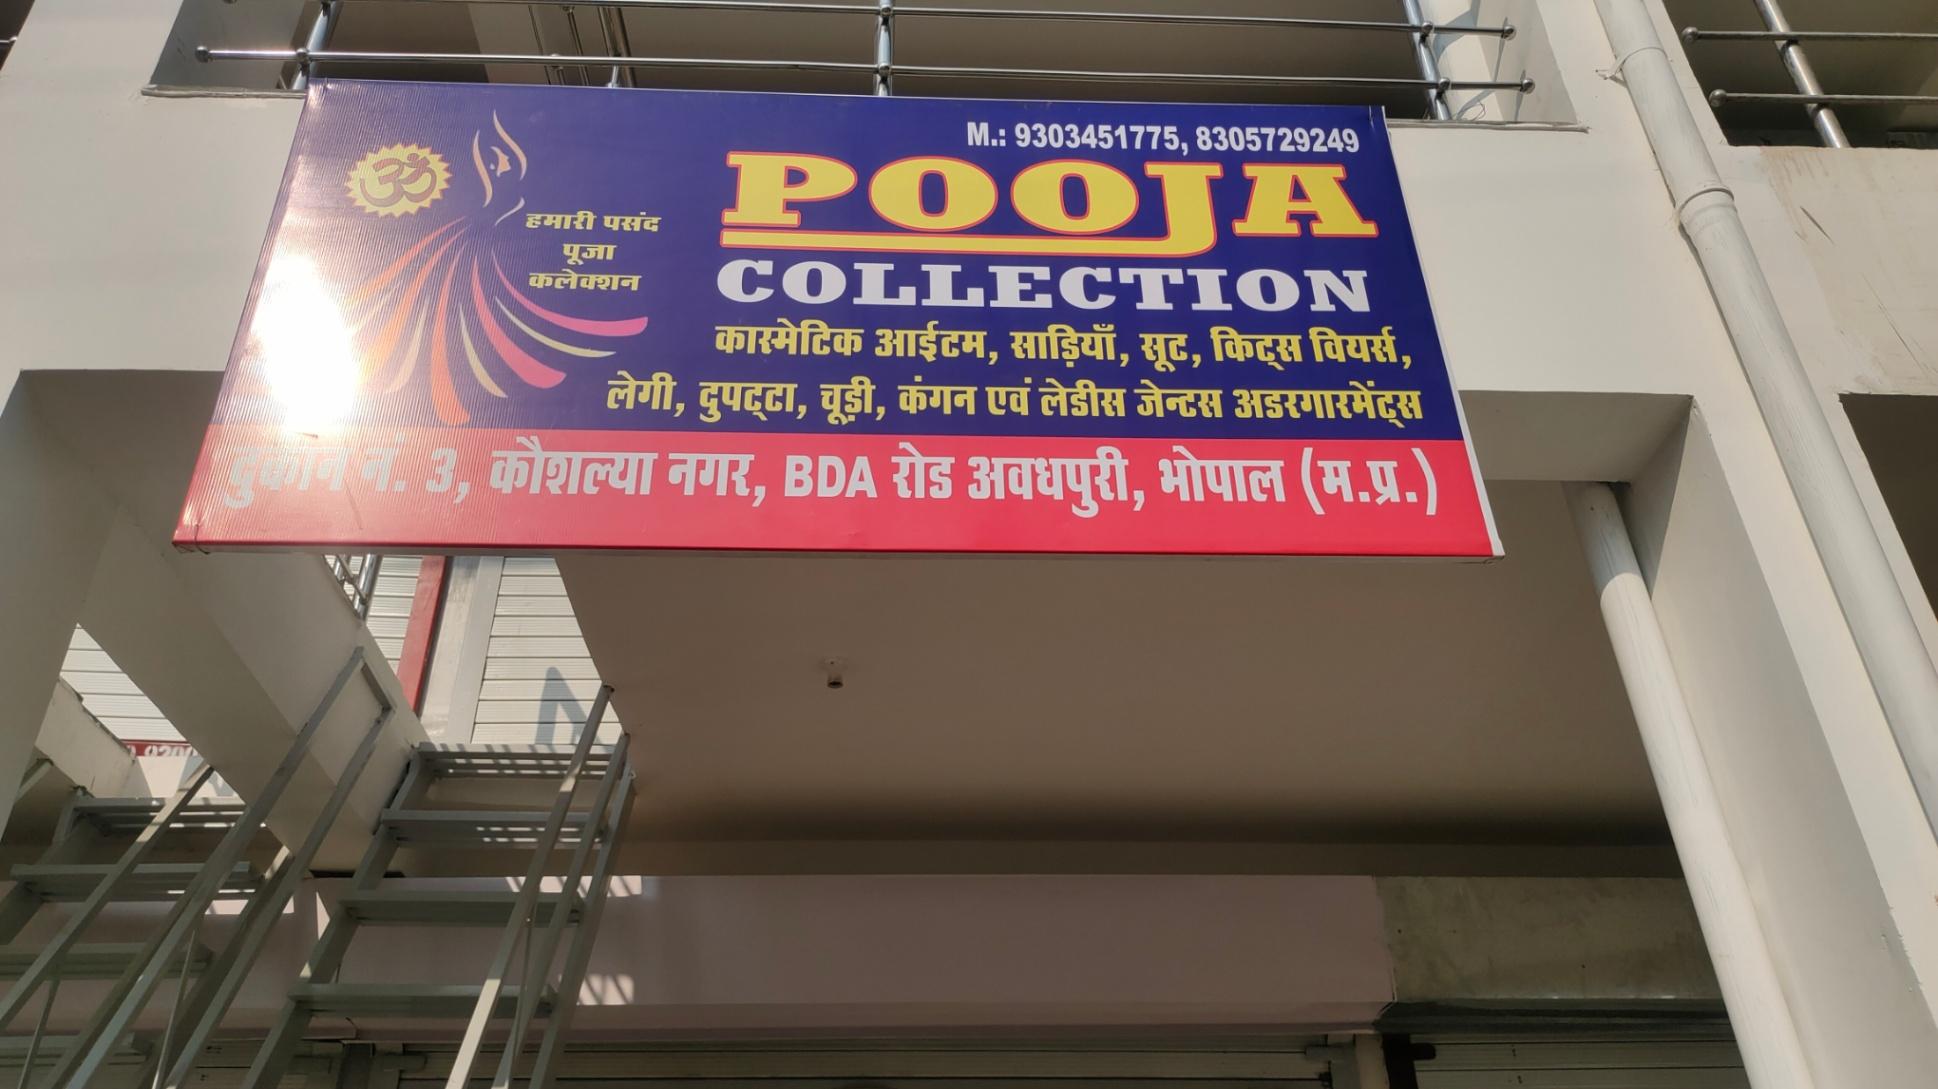 M.: 9303451775, 8305729249
ॐ
हमारी पसंद
पूजा
कलेक्शन
POOJA
COLLECTION
कास्मेटिक आईटम, साड़ियाँ, सूट, किट्स वियर्स,
लेगी, दुपट्टा, चूड़ी, कंगन एवं लेडीस जेन्टस अडरगारमेंट्स
दुकान नं. 3, कौशल्या नगर, BDA रोड अवधपुरी, भोपाल (म.प्र.)